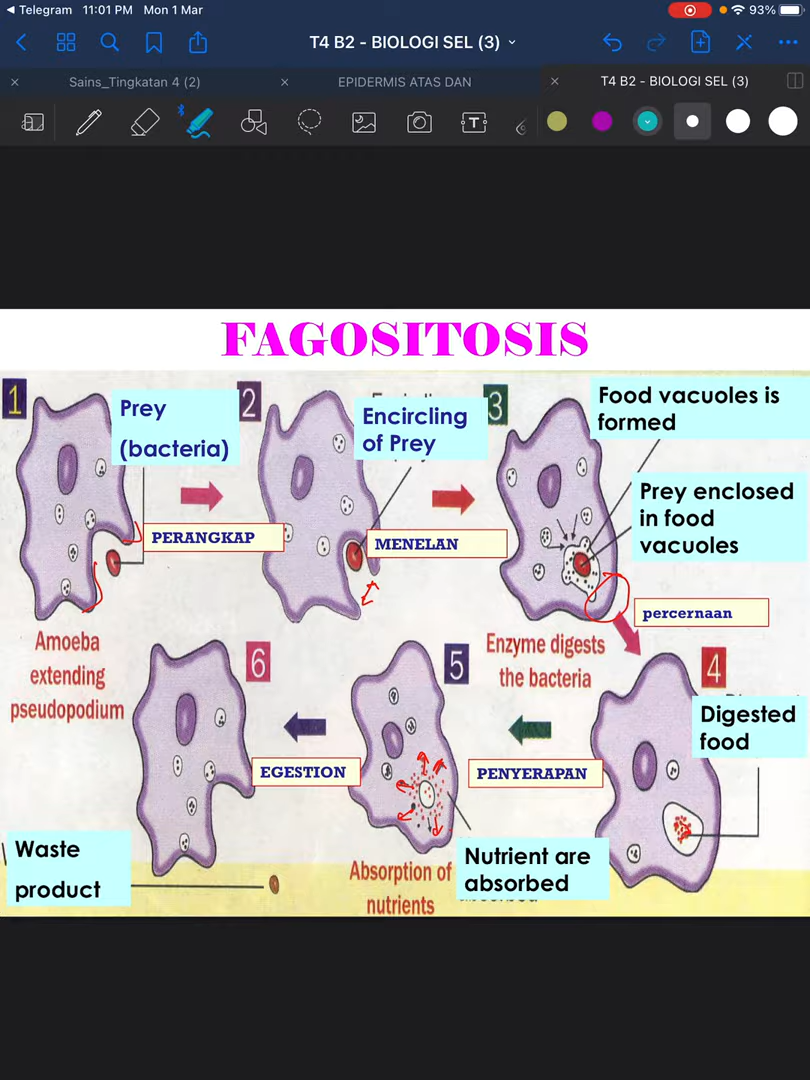 Telegram 11:01 PM Mon 1 Mar 93%
T4 B2 - BIOLOGI SEL (3)
Sains_Tingkatan 4 (2)
EPIDERMIS ATAS DAN
T4 B2 - BIOLOGI SEL (3)
T
FAGOSITOSIS
1
Prey
(bacteria)
2
Encircling
of Prey
3
Food vacuoles is
formed
Prey enclosed
in food
vacuoles
PERANGKAP
MENELAN
percernaan
Amoeba
extending
pseudopodium
6
5
Enzyme digests
the bacteria
4
Digested
food
EGESTION
PENYERAPAN
Waste
product
Absorption of
nutrients
Nutrient are
absorbed